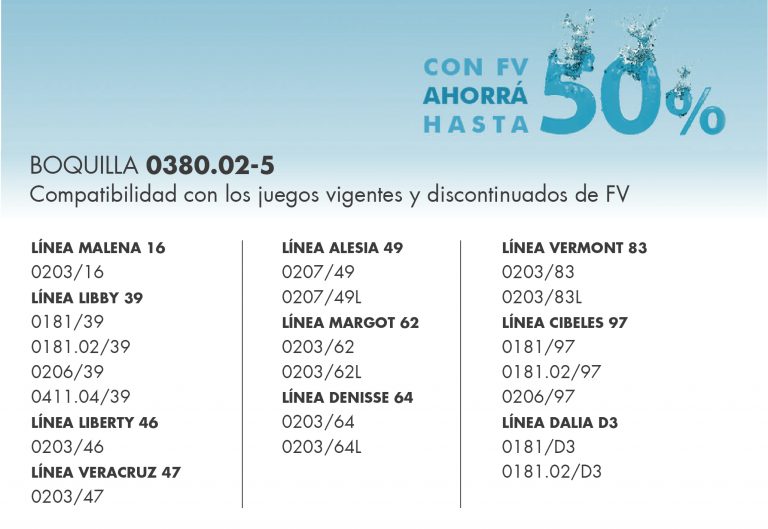 CON FV
AHORRÁ
HASTA
50%
BOQUILLA 0380.02-5
Compatibilidad con los juegos vigentes y discontinuados de FV
LÍNEA MALENA 16
0203/16
LÍNEA LIBBY 39
0181/39
0181.02/39
0206/39
0411.04/39
LÍNEA LIBERTY 46
0203/46
LÍNEA VERACRUZ 47
0203/47
LÍNEA ALESIA 49
0207/49
0207/49L
LÍNEA MARGOT 62
0203/62
0203/62L
LÍNEA DENISSE 64
0203/64
0203/64L
LÍNEA VERMONT 83
0203/83
0203/83L
LÍNEA CIBELES 97
0181/97
0181.02/97
0206/97
LÍNEA DALIA D3
0181/D3
0181.02/D3